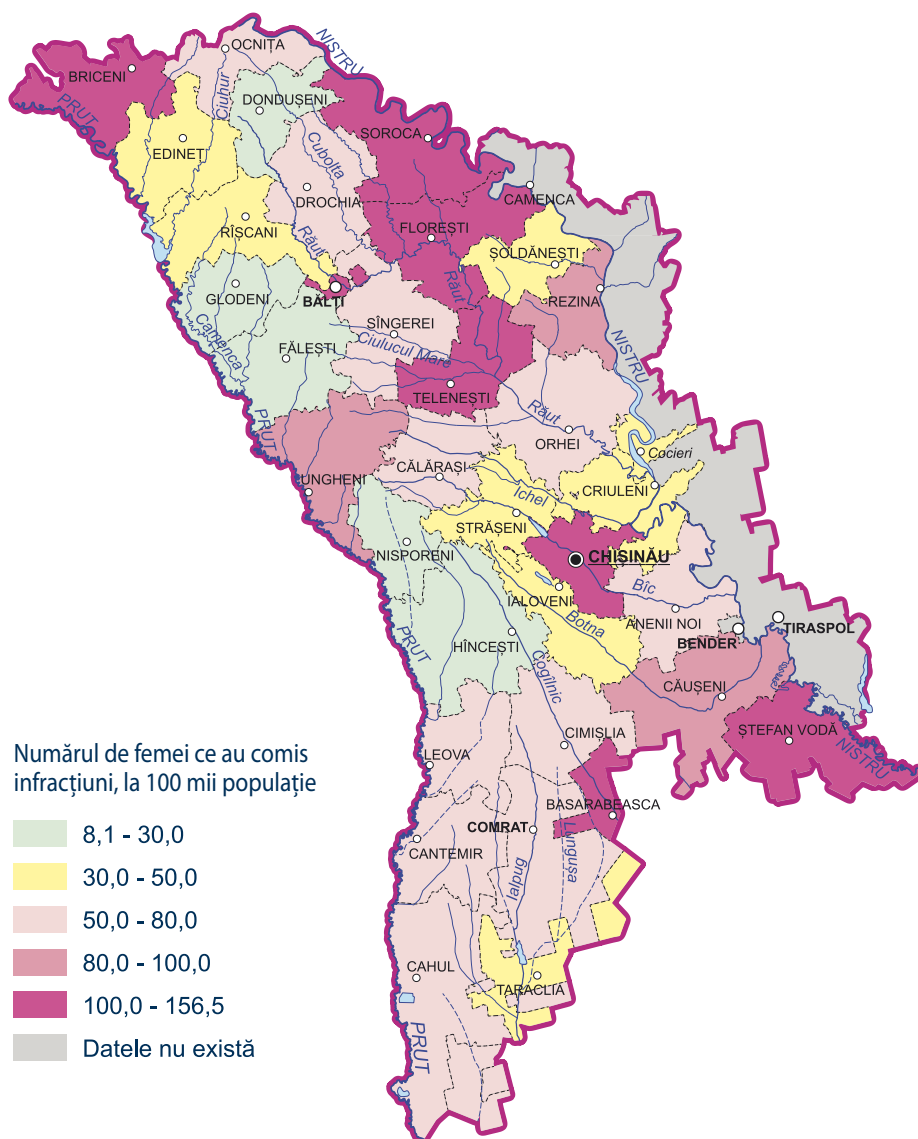 OCNIȚA
NISTRU
BRICENI
Ciuhur
DONDUȘENI
PRUT
SOROCA
EDINEȚ
Cubolta
CAMENCA
DROCHIA
RÎȘCANI
FLOREȘTI
Răut
ȘOLDĂNEȘTI
GLODENI
BĂLȚI
Răut
REZINA
SÎNGEREI
Camenca
FĂLEȘTI
Ciulucul Mare
NISTRU
TELENEȘTI
PRUT
Răut
ORHEI
Cocieri
CĂLĂRAȘI
UNGHENI
Ichel
CRIULENI
STRĂȘENI
NISPORENI
CHIȘINĂU
Bîc
IALOVENI
ANENII NOI
TIRASPOL
Botna
BENDER
PRUT
HÎNCEȘTI
Cogîlnic
CĂUȘENI
ȘTEFAN VODĂ
NISTRU
CIMIȘLIA
LEOVA
BASARABEASCA
COMRAT
Lungușa
CANTEMIR
Ialpug
CAHUL
TARACLIA
PRUT
Numărul de femei ce au comis
infracțiuni, la 100 mii populație
8,1 - 30,0
30,0 - 50,0
50,0 - 80,0
80,0 - 100,0
100,0 - 156,5
Datele nu există